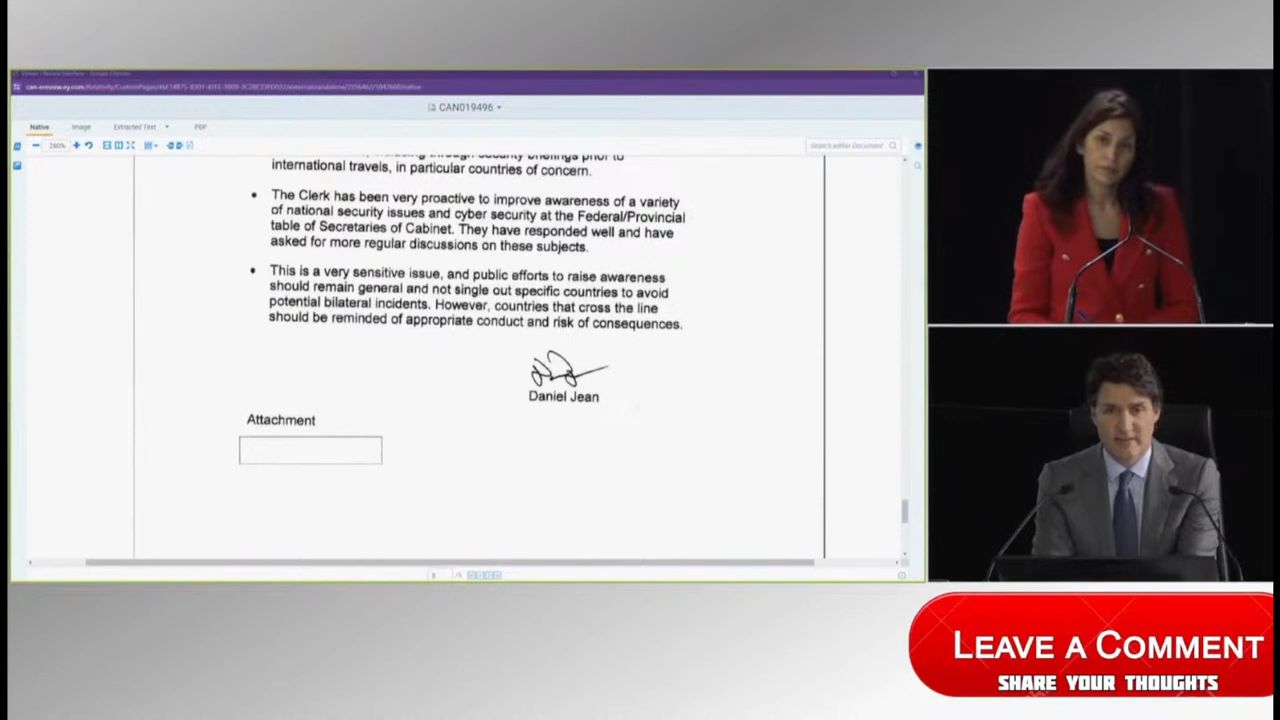 CAN019496
Native
Image
Extracted Text
PDF
260%
Search within Document
international travels, in particular countries of concern.
• The Clerk has been very proactive to improve awareness of a variety
of national security issues and cyber security at the Federal/Provincial
table of Secretaries of Cabinet. They have responded well and have
asked for more regular discussions on these subjects.
• This is a very sensitive issue, and public efforts to raise awareness
should remain general and not single out specific countries to avoid
potential bilateral incidents. However, countries that cross the line
should be reminded of appropriate conduct and risk of consequences.
Daniel Jean
Attachment
LEAVE A COMMENT
SHARE YOUR THOUGHTS